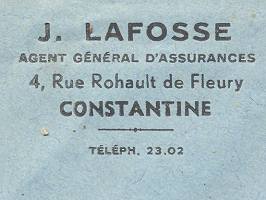 J. LAFOSSE
AGENT GÉNÉRAL D'ASSURANCES
4, Rue Rohault de Fleury
CONSTANTINE
TÉLÉPH. 23.02